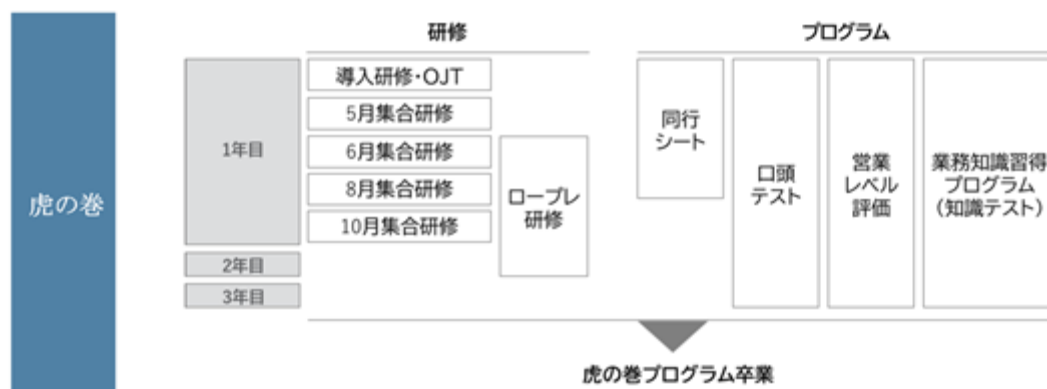 虎の巻
研修
プログラム
1年目
2年目
3年目
導入研修・OJT
5月集合研修
6月集合研修
8月集合研修
10月集合研修
ロープレ
研修
同行
シート
口頭
テスト
営業
レベル
評価
業務知識習得
プログラム
（知識テスト）
虎の巻プログラム卒業